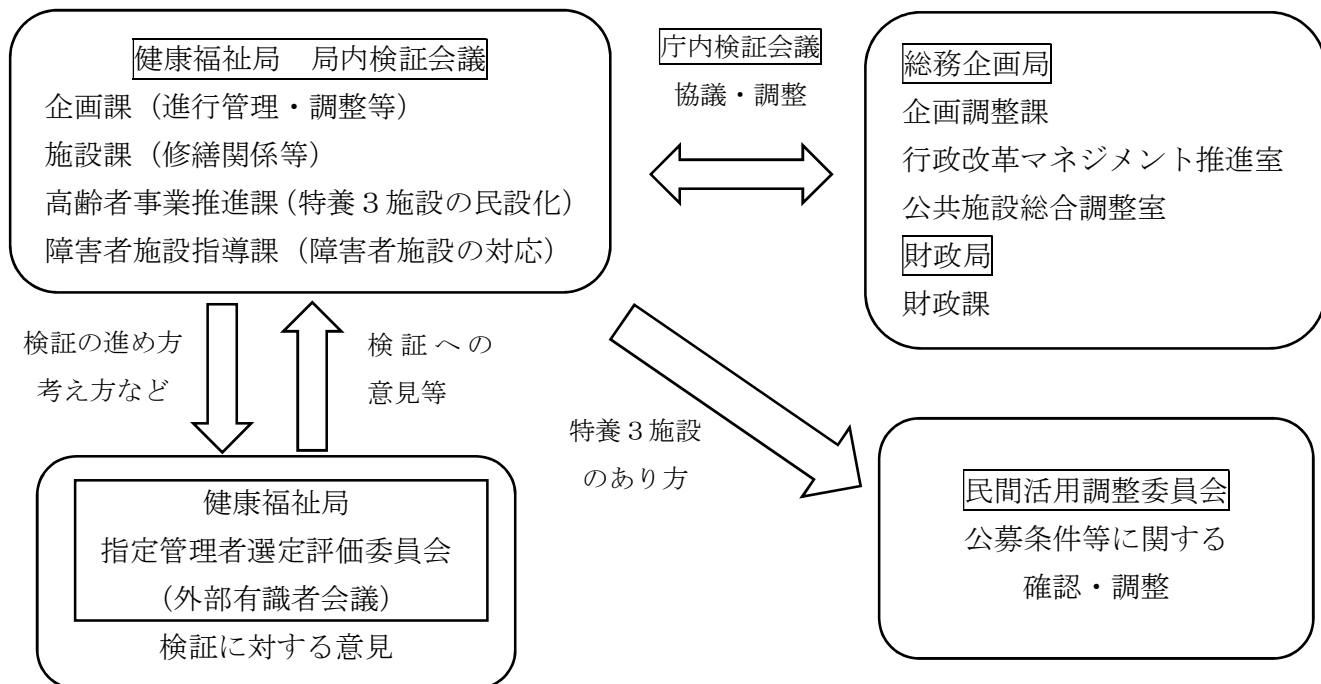 健康福祉局　局内検証会議
企画課（進行管理・調整等）
施設課（修繕関係等）
高齢者事業推進課（特養３施設の民設化）
障害者施設指導課（障害者施設の対応）
庁内検証会議
協議・調整
総務企画局
企画調整課
行政改革マネジメント推進室
公共施設総合調整室
財政局
財政課
検証の進め方
考え方など
検証への
意見等
特養３施設
のあり方
健康福祉局
指定管理者選定評価委員会
（外部有識者会議）
検証に対する意見
民間活用調整委員会
公募条件等に関する
確認・調整